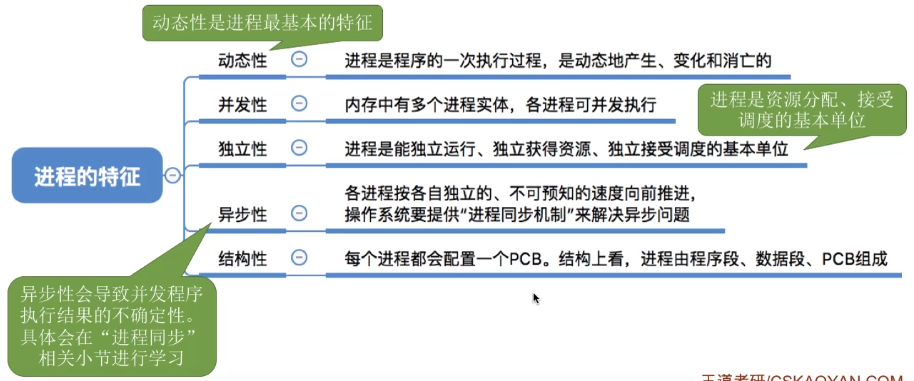 动态性是进程最基本的特征
动态性
进程是程序的一次执行过程，是动态地产生、变化和消亡的
并发性
内存中有多个进程实体，各进程可并发执行
进程是资源分配、接受
调度的基本单位
独立性
进程是能独立运行、独立获得资源、独立接受调度的基本单位
进程的特征
异步性
各进程按各自独立的、不可预知的速度向前推进，
操作系统要提供"进程同步机制"来解决异步问题
结构性
每个进程都会配置一个PCB。结构上看，进程由程序段、数据段、PCB组成
异步性会导致并发程序
执行结果的不确定性。
具体会在“进程同步”
相关小节进行学习
王道考研/CSKAOYAN.COM